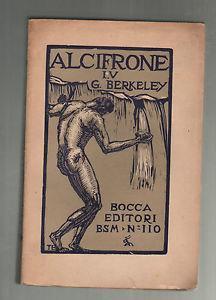 ALCIFRONE
I.V
G. BERKELEY
BOCCA
EDITORI
BSM · N=110